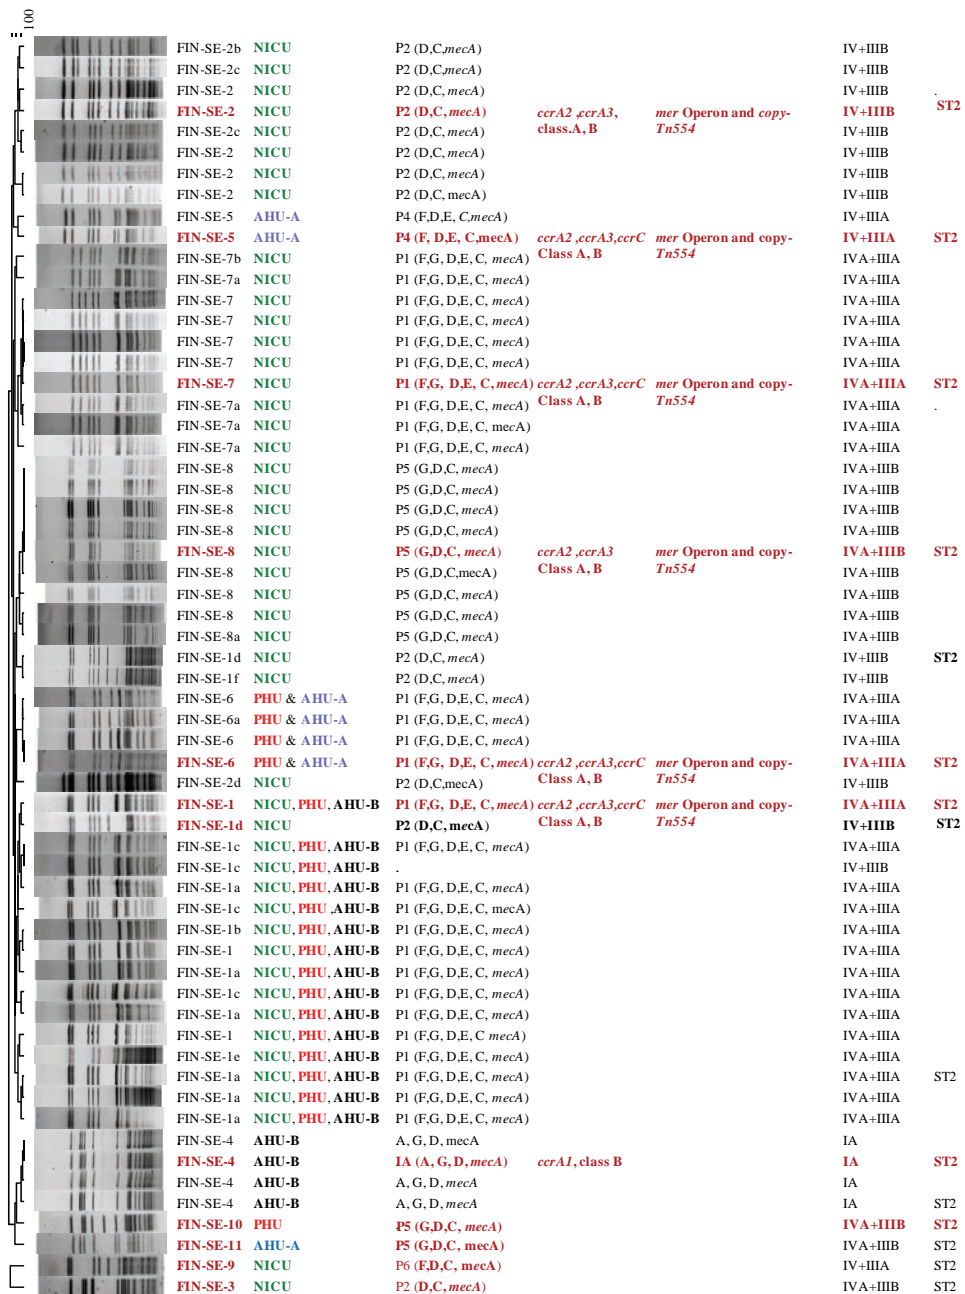 100
FIN-SE-2b NICU P2 (D,C,mecA) IV+IIIB
FIN-SE-2c NICU P2 (D,C,mecA) IV+IIIB
FIN-SE-2 NICU P2 (D,C, mecA) IV+IIIB .
FIN-SE-2 NICU P2 (D,C, mecA) ccrA2 ,ccrA3, mer Operon and copy- IV+IIIB ST2
FIN-SE-2c NICU P2 (D,C, mecA) class.A, B Tn554 IV+IIIB
FIN-SE-2 NICU P2 (D,C, mecA) IV+IIIB
FIN-SE-2 NICU P2 (D,C, mecA) IV+IIIB
FIN-SE-2 NICU P2 (D,C, mecA) IV+IIIB
FIN-SE-5 AHU-A P4 (F,D,E, C,mecA) IV+IIIA
FIN-SE-5 AHU-A P4 (F, D,E, C,mecA) ccrA2 ,ccrA3,ccrC mer Operon and copy- IV+IIIA ST2
FIN-SE-7b NICU P1 (F,G, D,E, C, mecA) Class A, B Tn554 IVA+IIIA
FIN-SE-7a NICU P1 (F,G, D,E, C, mecA) IVA+IIIA
FIN-SE-7 NICU P1 (F,G, D,E, C, mecA) IVA+IIIA
FIN-SE-7 NICU P1 (F,G, D,E, C, mecA) IVA+IIIA
FIN-SE-7 NICU P1 (F,G, D,E, C, mecA) IVA+IIIA
FIN-SE-7 NICU P1 (F,G, D,E, C, mecA) IVA+IIIA
FIN-SE-7 NICU P1 (F,G, D,E, C, mecA) ccrA2 ,ccrA3,ccrC mer Operon and copy- IVA+IIIA ST2
FIN-SE-7a NICU P1 (F,G, D,E, C, mecA) Class A, B Tn554 IVA+IIIA .
FIN-SE-7a NICU P1 (F,G, D,E, C, mecA) IVA+IIIA
FIN-SE-7a NICU P1 (F,G, D,E, C, mecA) IVA+IIIA
FIN-SE-8 NICU P5 (G,D,C, mecA) IVA+IIIB
FIN-SE-8 NICU P5 (G,D,C, mecA) IVA+IIIB
FIN-SE-8 NICU P5 (G,D,C, mecA) IVA+IIIB
FIN-SE-8 NICU P5 (G,D,C, mecA) IVA+IIIB
FIN-SE-8 NICU P5 (G,D,C, mecA) ccrA2 ,ccrA3 mer Operon and copy- IVA+IIIB ST2
FIN-SE-8 NICU P5 (G,D,C,mecA) Class A, B Tn554 IVA+IIIB
FIN-SE-8 NICU P5 (G,D,C, mecA) IVA+IIIB
FIN-SE-8 NICU P5 (G,D,C, mecA) IVA+IIIB
FIN-SE-8a NICU P5 (G,D,C, mecA) IVA+IIIB
FIN-SE-1d NICU P2 (D,C, mecA) IV+IIIB ST2
FIN-SE-1f NICU P2 (D,C, mecA) IV+IIIB
FIN-SE-6 PHU & AHU-A P1 (F,G, D,E, C, mecA) IVA+IIIA
FIN-SE-6a PHU & AHU-A P1 (F,G, D,E, C, mecA) IVA+IIIA
FIN-SE-6 PHU & AHU-A P1 (F,G, D,E, C, mecA) IVA+IIIA
FIN-SE-6 PHU & AHU-A P1 (F,G, D,E, C, mecA) ccrA2 ,ccrA3,ccrC mer Operon and copy- IVA+IIIA ST2
FIN-SE-2d NICU P2 (D,C,mecA) Class A, B Tn554 IV+IIIB
FIN-SE-1 NICU, PHU, AHU-B P1 (F,G, D,E, C, mecA) ccrA2 ,ccrA3,ccrC mer Operon and copy- IVA+IIIA ST2
FIN-SE-1d NICU P2 (D,C, mecA) Class A, B Tn554 IV+IIIB ST2
FIN-SE-1c NICU, PHU, AHU-B P1 (F,G, D,E, C, mecA) IVA+IIIA
FIN-SE-1c NICU, PHU, AHU-B . IV+IIIB
FIN-SE-1a NICU, PHU, AHU-B P1 (F,G, D,E, C, mecA) IVA+IIIA
FIN-SE-1c NICU, PHU ,AHU-B P1 (F,G, D,E, C, mecA) IVA+IIIA
FIN-SE-1b NICU, PHU, AHU-B P1 (F,G, D,E, C, mecA) IVA+IIIA
FIN-SE-1 NICU, PHU, AHU-B P1 (F,G, D,E, C, mecA) IVA+IIIA
FIN-SE-1a NICU, PHU, AHU-B P1 (F,G, D,E, C, mecA) IVA+IIIA
FIN-SE-1c NICU, PHU, AHU-B P1 (F,G, D,E, C, mecA) IVA+IIIA
FIN-SE-1a NICU, PHU, AHU-B P1 (F,G, D,E, C, mecA) IVA+IIIA
FIN-SE-1 NICU, PHU, AHU-B P1 (F,G, D,E, C mecA) IVA+IIIA
FIN-SE-1e NICU, PHU, AHU-B P1 (F,G, D,E, C, mecA) IVA+IIIA
FIN-SE-1a NICU, PHU, AHU-B P1 (F,G, D,E, C, mecA) IVA+IIIA ST2
FIN-SE-1a NICU, PHU, AHU-B P1 (F,G, D,E, C, mecA) IVA+IIIA
FIN-SE-1a NICU, PHU, AHU-B P1 (F,G, D,E, C, mecA) IVA+IIIA
FIN-SE-4 AHU-B A, G, D, mecA IA
FIN-SE-4 AHU-B IA (A, G, D, mecA) ccrA1, class B IA ST2
FIN-SE-4 AHU-B A, G, D, mecA IA
FIN-SE-4 AHU-B A, G, D, mecA IA ST2
FIN-SE-10 PHU P5 (G,D,C, mecA) IVA+IIIB ST2
FIN-SE-11 AHU-A P5 (G,D,C, mecA) IVA+IIIB ST2
FIN-SE-9 NICU P6 (F,D,C, mecA) IV+IIIA ST2
FIN-SE-3 NICU P2 (D,C, mecA) IVA+IIIB ST2